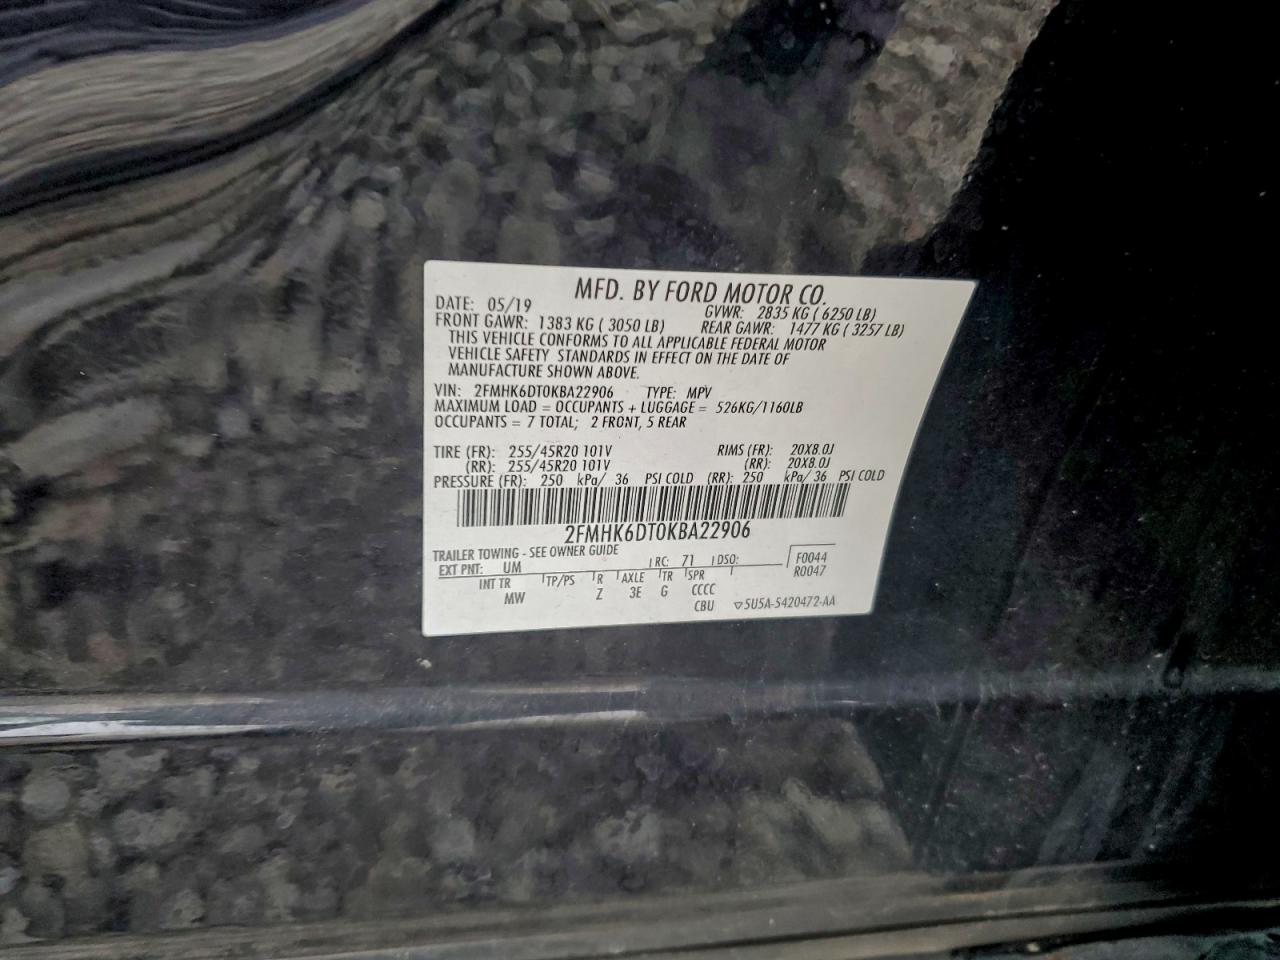 MFD. BY FORD MOTOR CO.
DATE: 05/19 GVWR: 2835 KG ( 6250 LB)
FRONT GAWR: 1383 KG ( 3050 LB) REAR GAWR: 1477 KG ( 3257 LB)
THIS VEHICLE CONFORMS TO ALL APPLICABLE FEDERAL MOTOR
VEHICLE SAFETY STANDARDS IN EFFECT ON THE DATE OF
MANUFACTURE SHOWN ABOVE.
VIN: 2FMHK6DT0KBA22906 TYPE: MPV
MAXIMUM LOAD = OCCUPANTS + LUGGAGE = 526KG/1160LB
OCCUPANTS = 7 TOTAL; 2 FRONT, 5 REAR
TIRE (FR): 255/45R20 101V RIMS (FR): 20X8.0J
(RR): 255/45R20 101V (RR): 20X8.0J
PRESSURE (FR): 250 kPa/ 36 PSI COLD (RR): 250 kPa/ 36 PSI COLD
2FMHK6DT0KBA22906
TRAILER TOWING - SEE OWNER GUIDE
EXT PNT: UM RC: 71 DSO: F0044
R0047
INT TR TP/PS R AXLE TR SPR
MW Z 3E G CCCC
CBU ▽5U5A-5420472-AA